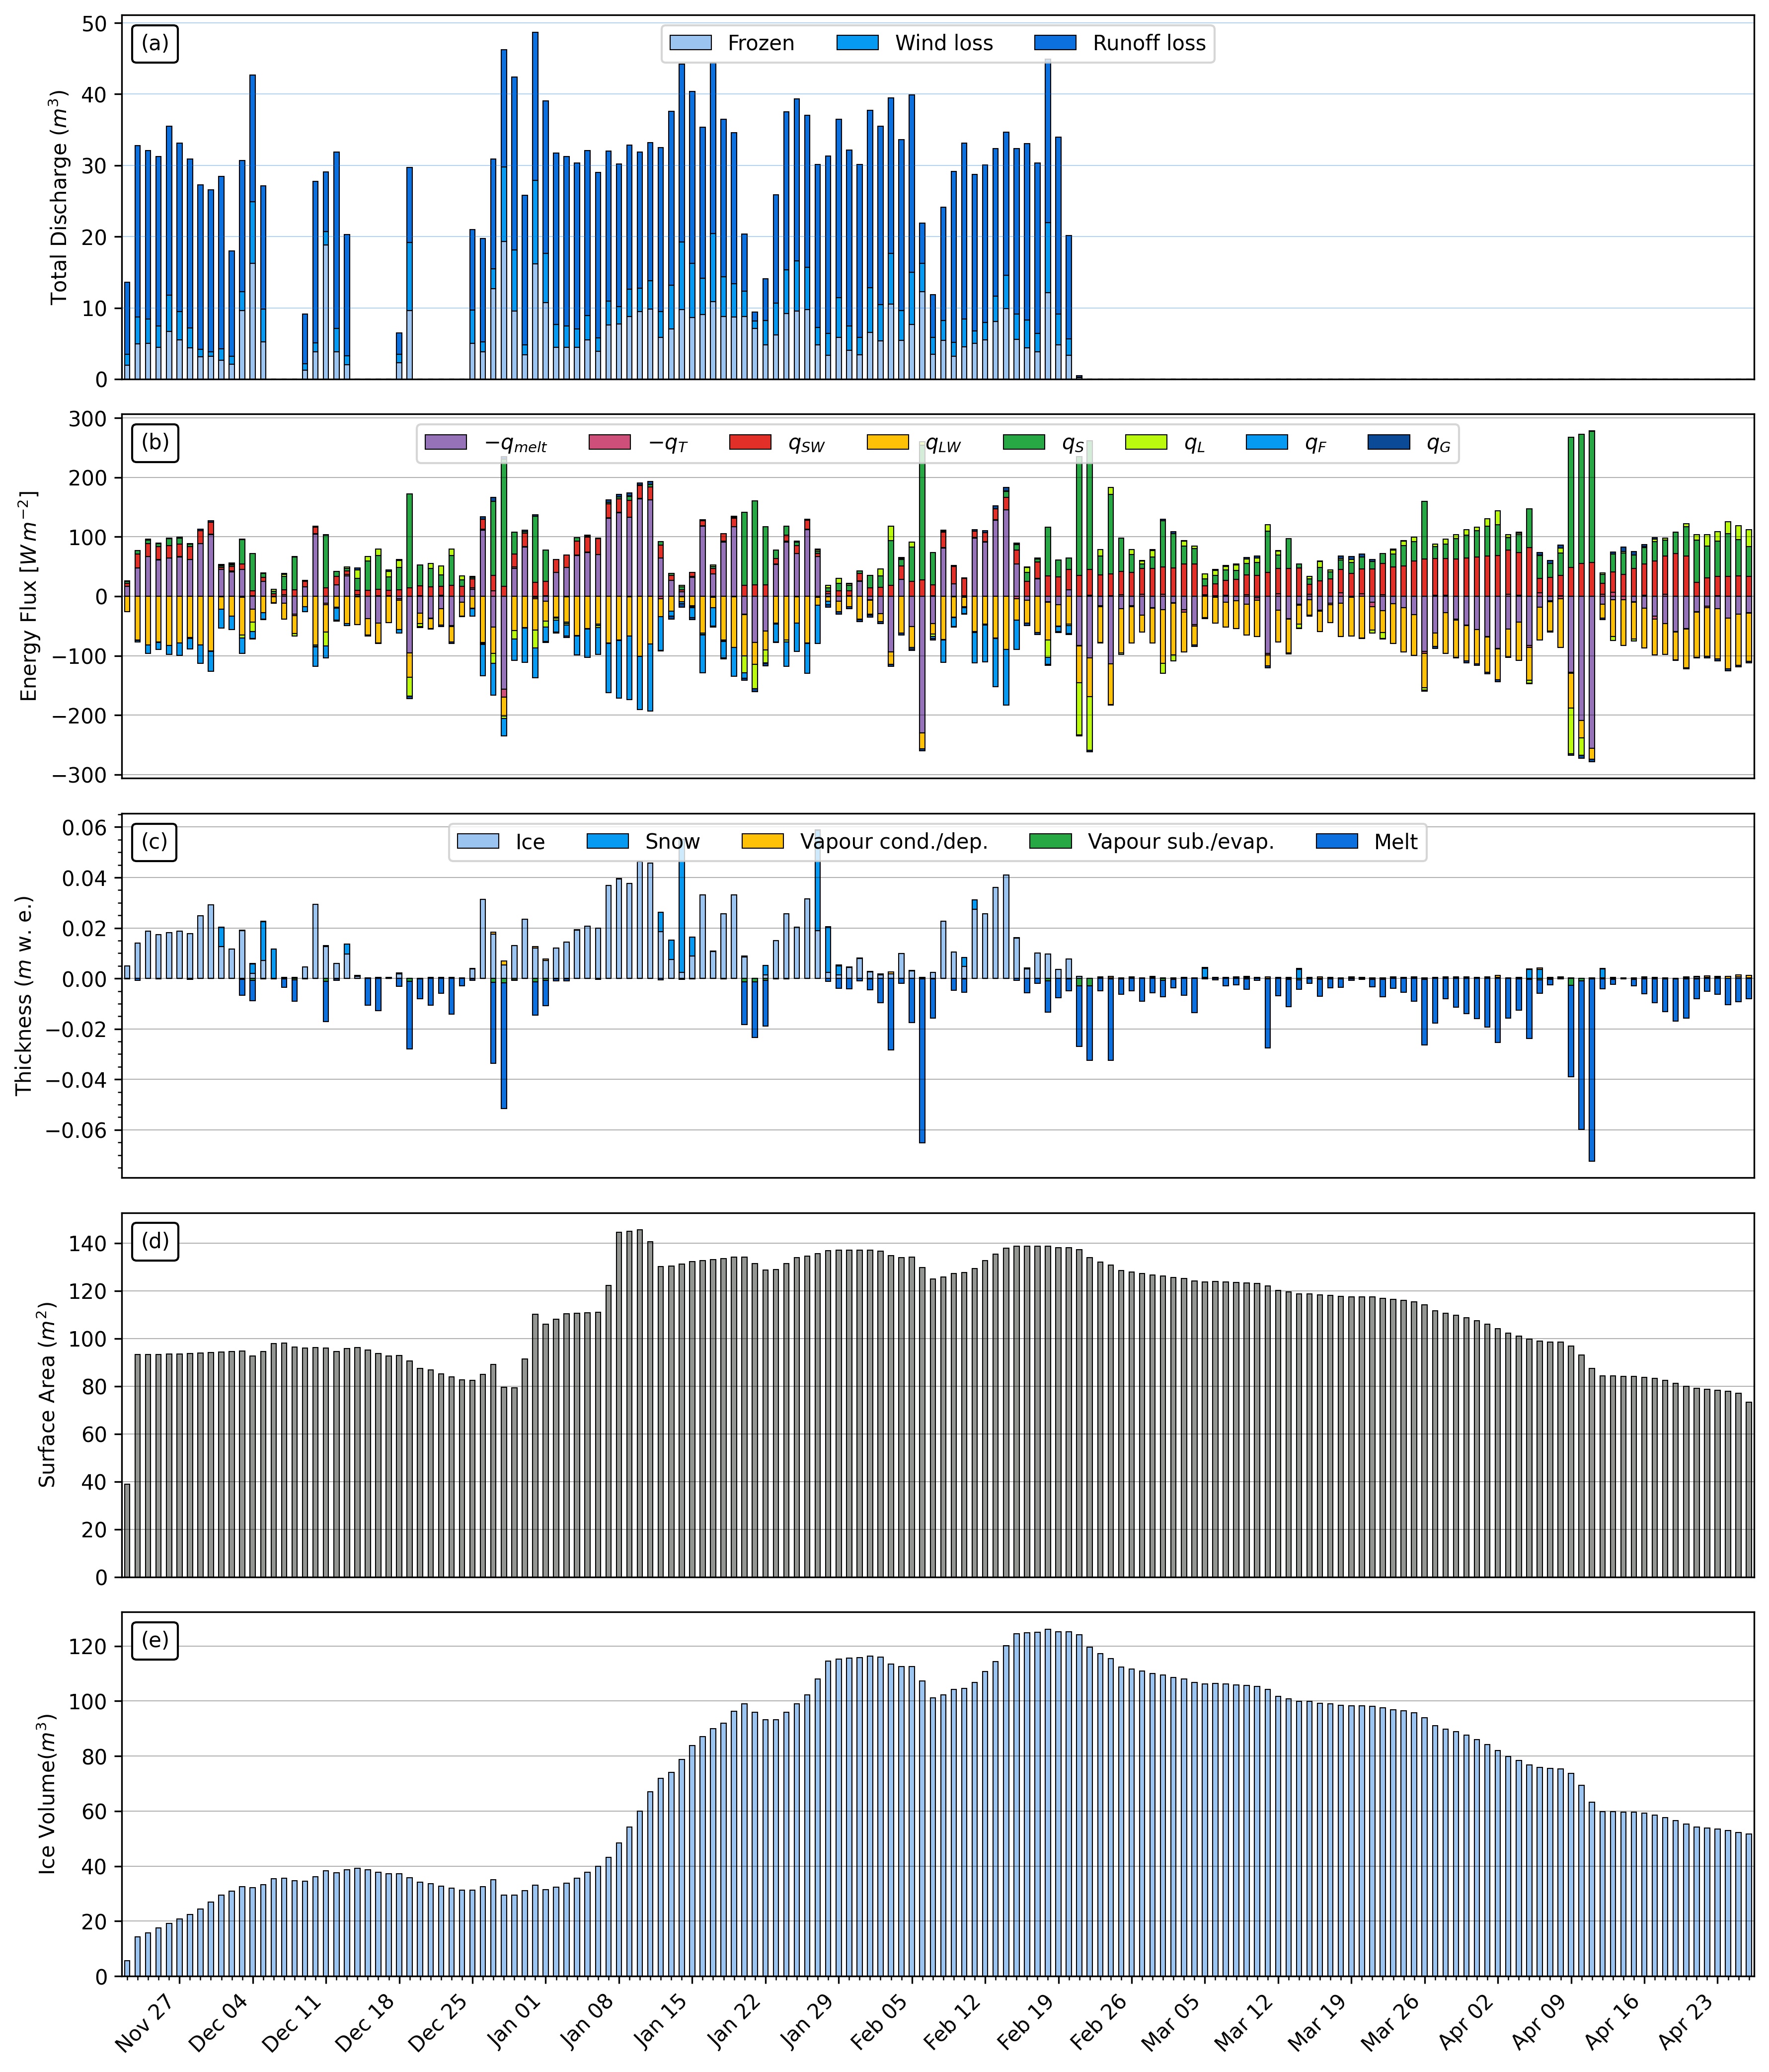 (a)
Frozen Wind loss Runoff loss
Total Discharge (m³)
50
40
30
20
10
0
(b)
−q_melt −q_T q_SW q_LW q_S q_L q_F q_G
Energy Flux [W m⁻²]
300
200
100
0
−100
−200
−300
(c)
Ice Snow Vapour cond./dep. Vapour sub./evap. Melt
Thickness (m w. e.)
0.06
0.04
0.02
0.00
−0.02
−0.04
−0.06
(d)
Surface Area (m²)
140
120
100
80
60
40
20
0
(e)
Ice Volume(m³)
120
100
80
60
40
20
0
Nov 27 Dec 04 Dec 11 Dec 18 Dec 25 Jan 01 Jan 08 Jan 15 Jan 22 Jan 29 Feb 05 Feb 12 Feb 19 Feb 26 Mar 05 Mar 12 Mar 19 Mar 26 Apr 02 Apr 09 Apr 16 Apr 23